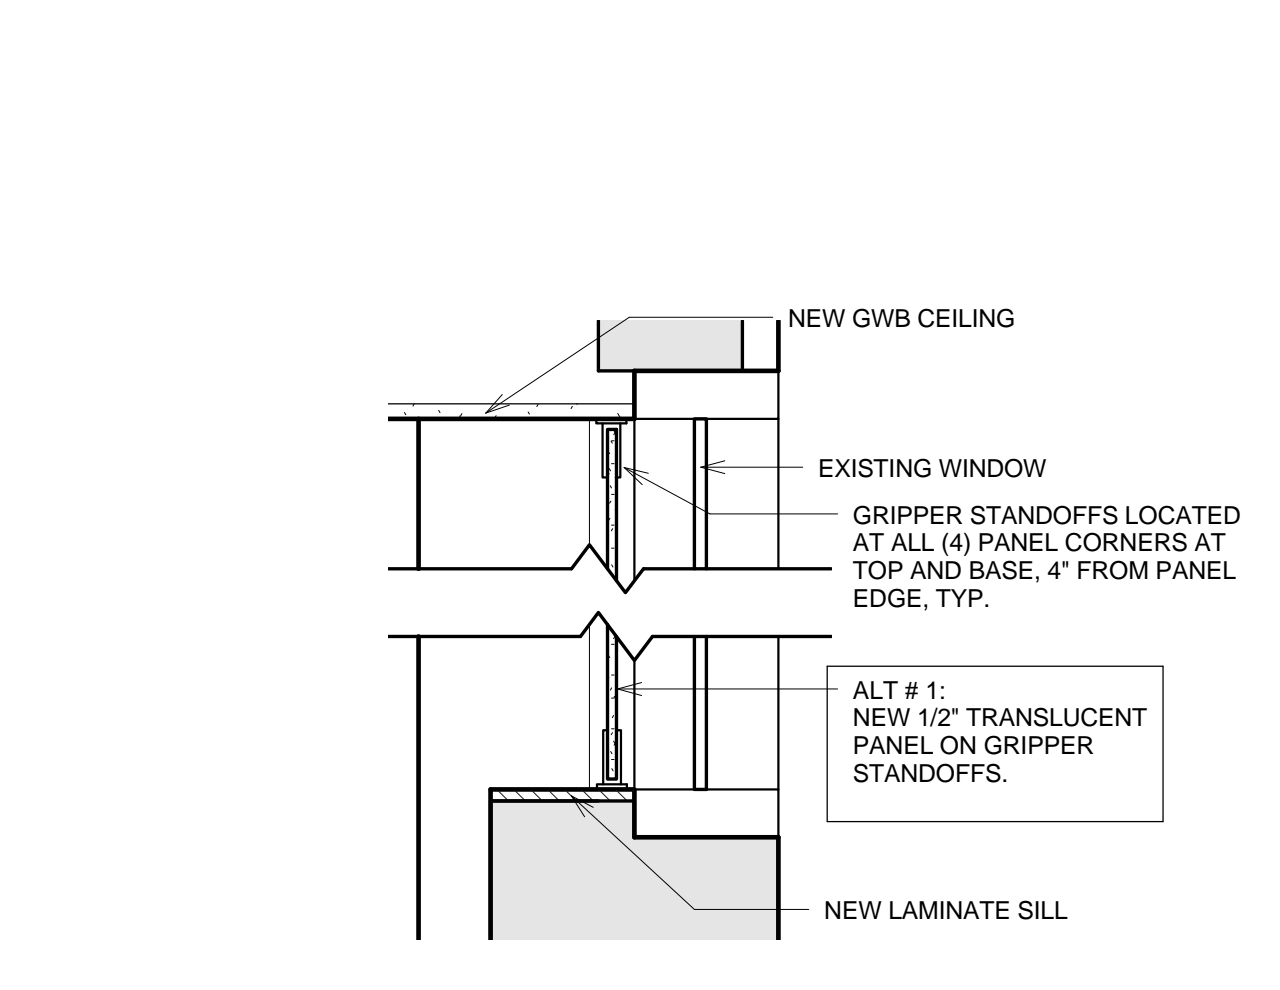 NEW GWB CEILING
EXISTING WINDOW
GRIPPER STANDOFFS LOCATED
AT ALL (4) PANEL CORNERS AT
TOP AND BASE, 4" FROM PANEL
EDGE, TYP.
ALT # 1:
NEW 1/2" TRANSLUCENT
PANEL ON GRIPPER
STANDOFFS.
NEW LAMINATE SILL